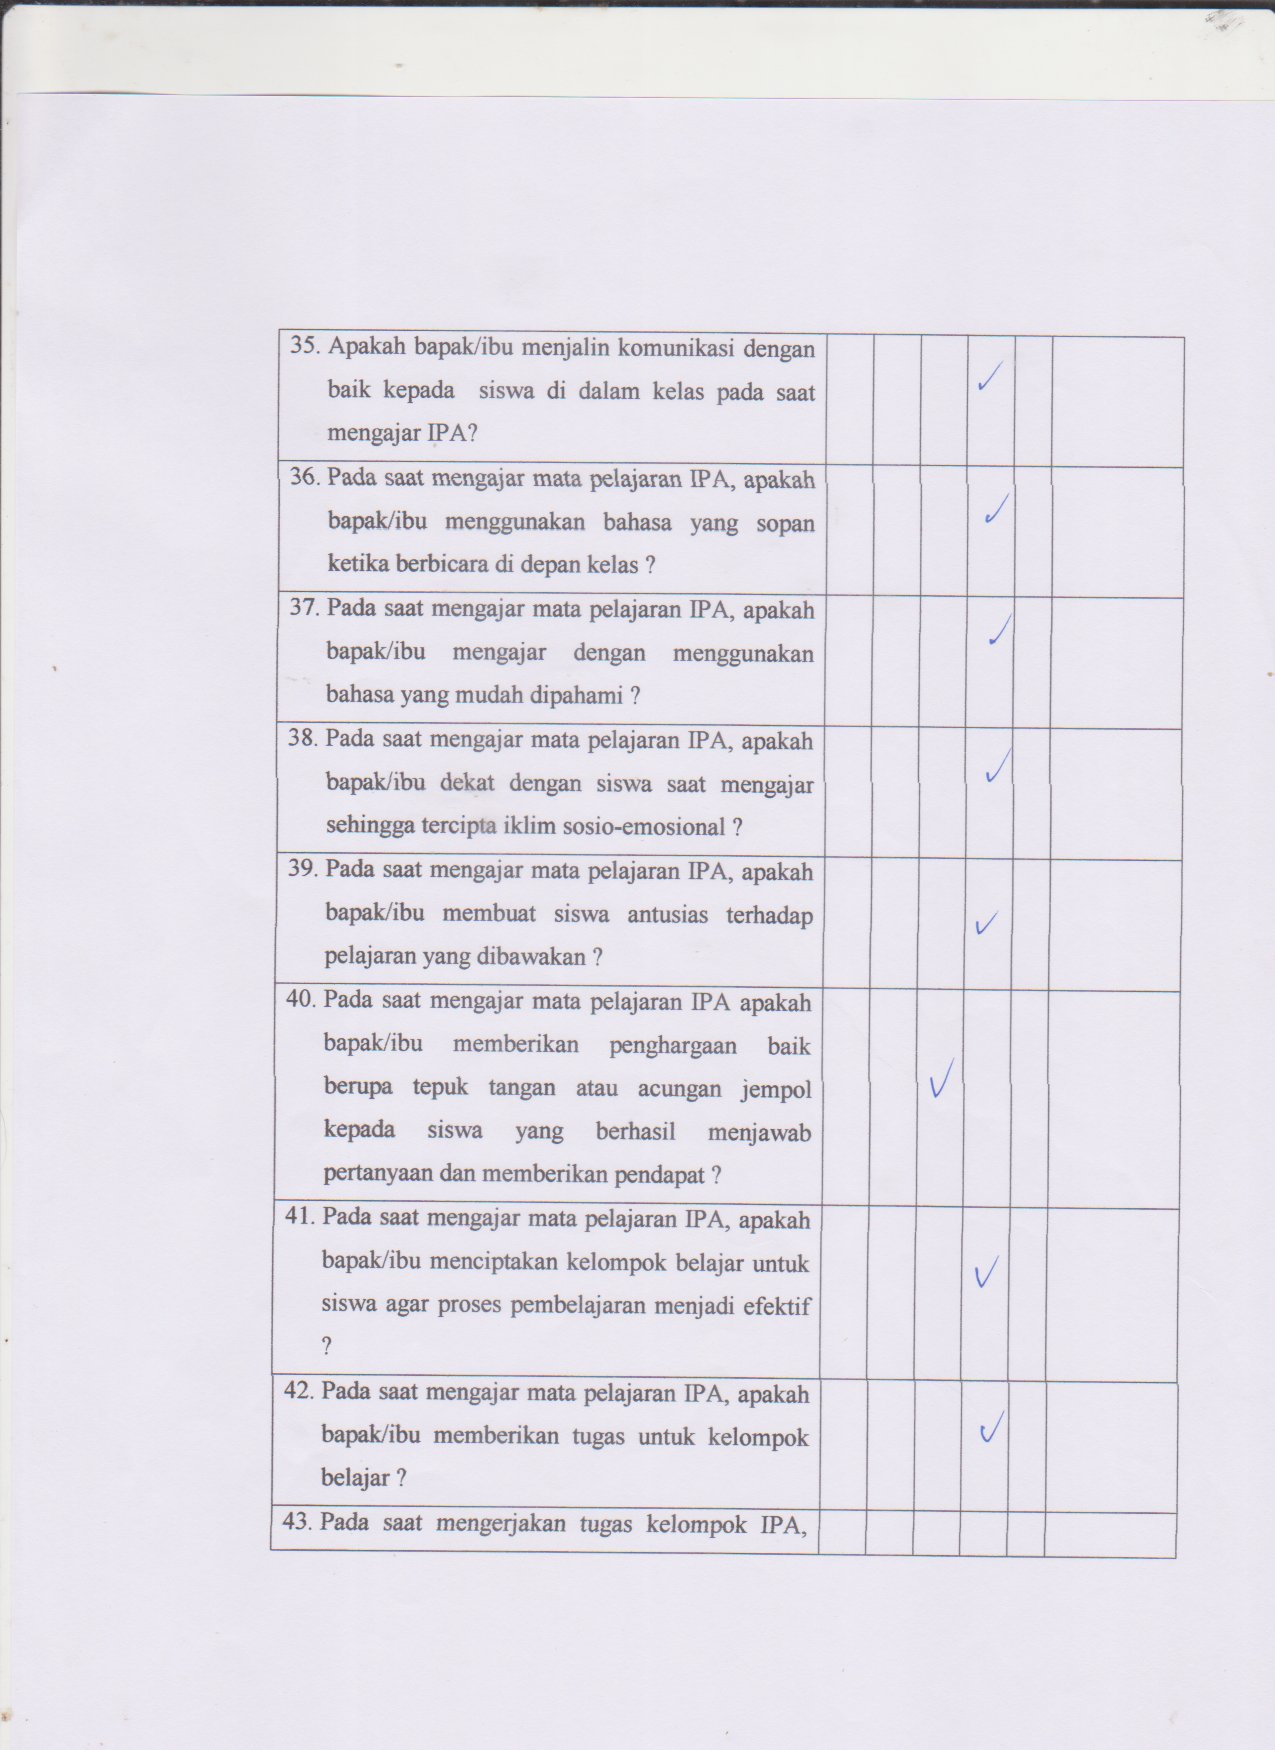 35. Apakah bapak/ibu menjalin komunikasi dengan
baik kepada siswa di dalam kelas pada saat
mengajar IPA?
36. Pada saat mengajar mata pelajaran IPA, apakah
bapak/ibu menggunakan bahasa yang sopan
ketika berbicara di depan kelas ?
37. Pada saat mengajar mata pelajaran IPA, apakah
bapak/ibu mengajar dengan menggunakan
bahasa yang mudah dipahami ?
38. Pada saat mengajar mata pelajaran IPA, apakah
bapak/ibu dekat dengan siswa saat mengajar
sehingga tercipta iklim sosio-emosional ?
39. Pada saat mengajar mata pelajaran IPA, apakah
bapak/ibu membuat siswa antusias terhadap
pelajaran yang dibawakan ?
40. Pada saat mengajar mata pelajaran IPA apakah
bapak/ibu memberikan penghargaan baik
berupa tepuk tangan atau acungan jempol
kepada siswa yang berhasil menjawab
pertanyaan dan memberikan pendapat ?
41. Pada saat mengajar mata pelajaran IPA, apakah
bapak/ibu menciptakan kelompok belajar untuk
siswa agar proses pembelajaran menjadi efektif
?
42. Pada saat mengajar mata pelajaran IPA, apakah
bapak/ibu memberikan tugas untuk kelompok
belajar ?
43. Pada saat mengerjakan tugas kelompok IPA,